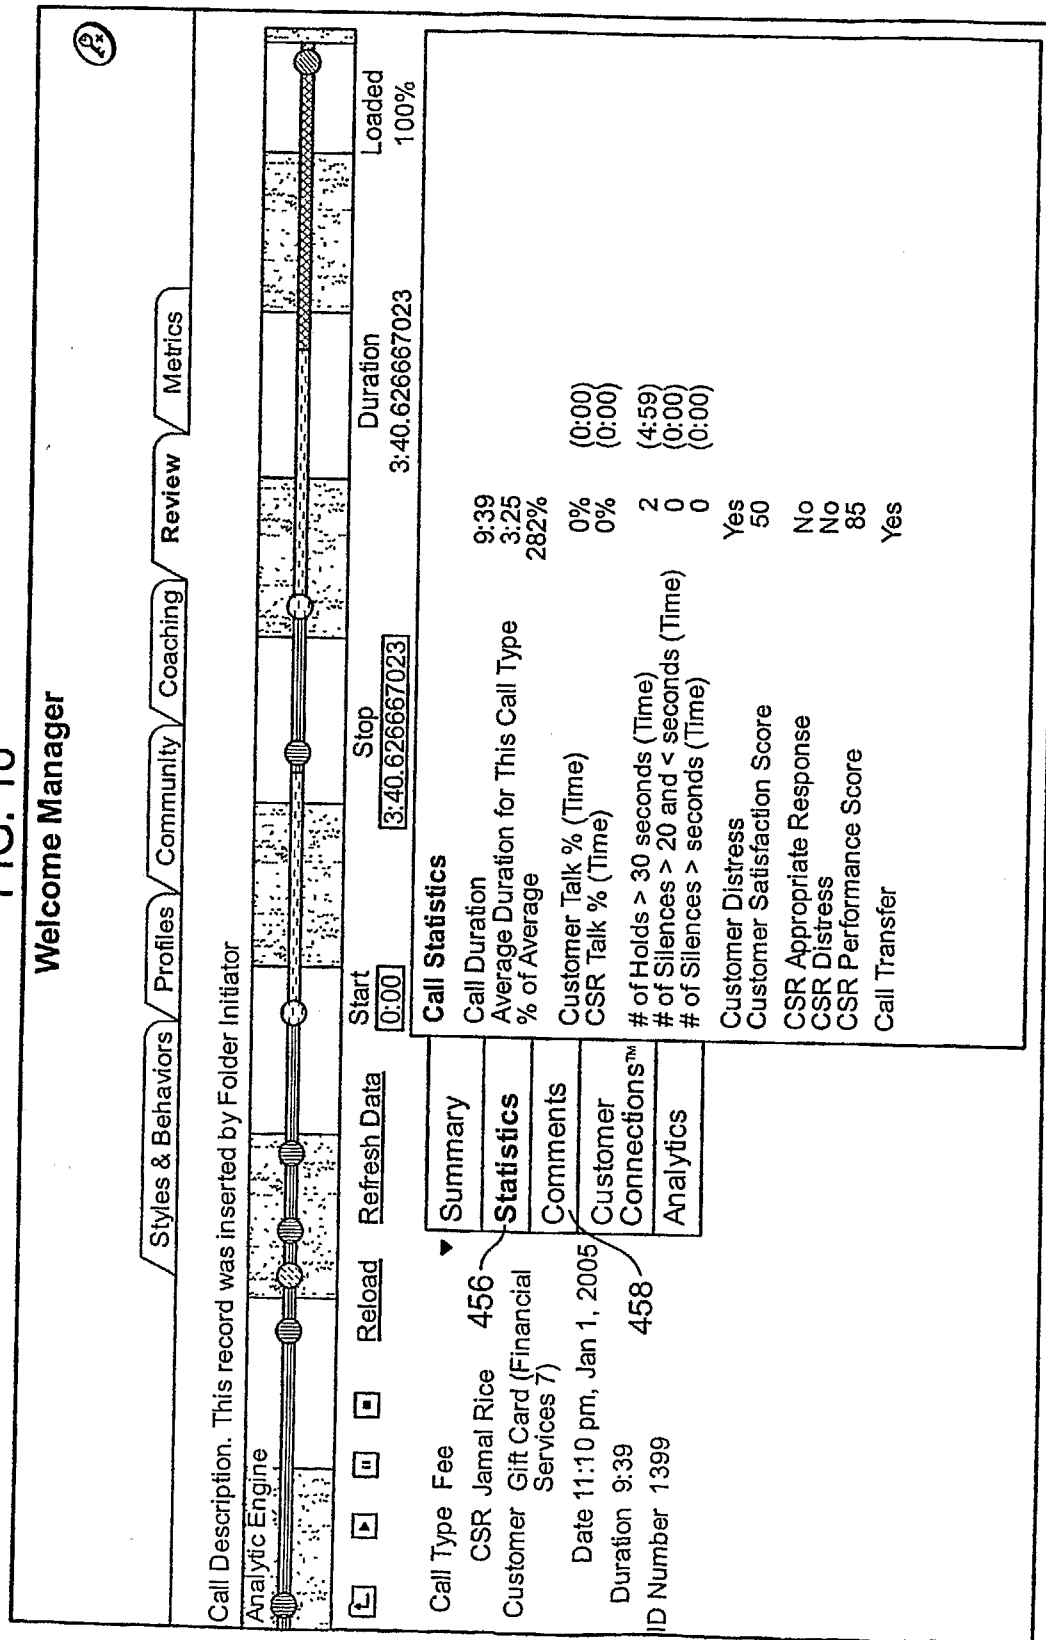 Welcome Manager
Styles & Behaviors
Profiles
Community
Coaching
Review
Metrics
Call Description. This record was inserted by Folder Initiator
Analytic Engine
Reload
Refresh Data
Start
0:00
Stop
3:40.626667023
Duration
3:40.626667023
Loaded
100%
Call Type Fee
CSR Jamal Rice
Customer Gift Card (Financial
Services 7)
Date 11:10 pm, Jan 1, 2005
Duration 9:39
ID Number 1399
456
458
Summary
Statistics
Comments
Customer
Connections™
Analytics
Call Statistics
Call Duration 9:39
Average Duration for This Call Type 3:25
% of Average 282%
Customer Talk % (Time) 0% (0:00)
CSR Talk % (Time) 0% (0:00)
# of Holds > 30 seconds (Time) 2 (4:59)
# of Silences > 20 and < seconds (Time) 0 (0:00)
# of Silences > seconds (Time) 0 (0:00)
Customer Distress Yes
Customer Satisfaction Score 50
CSR Appropriate Response No
CSR Distress No
CSR Performance Score 85
Call Transfer Yes